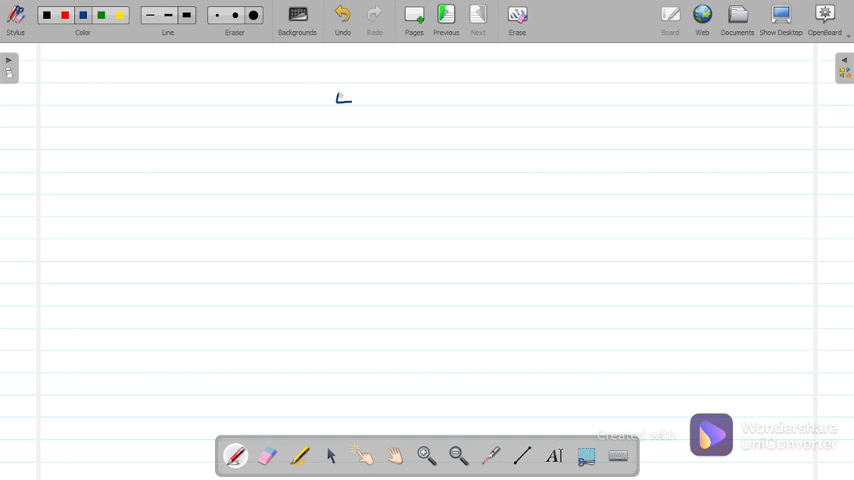 Stylus Color Line Eraser Backgrounds Undo Redo Pages Previous Next Erase Board Web Documents Show Desktop OpenBoard
Created with Wondershare
UniConverter